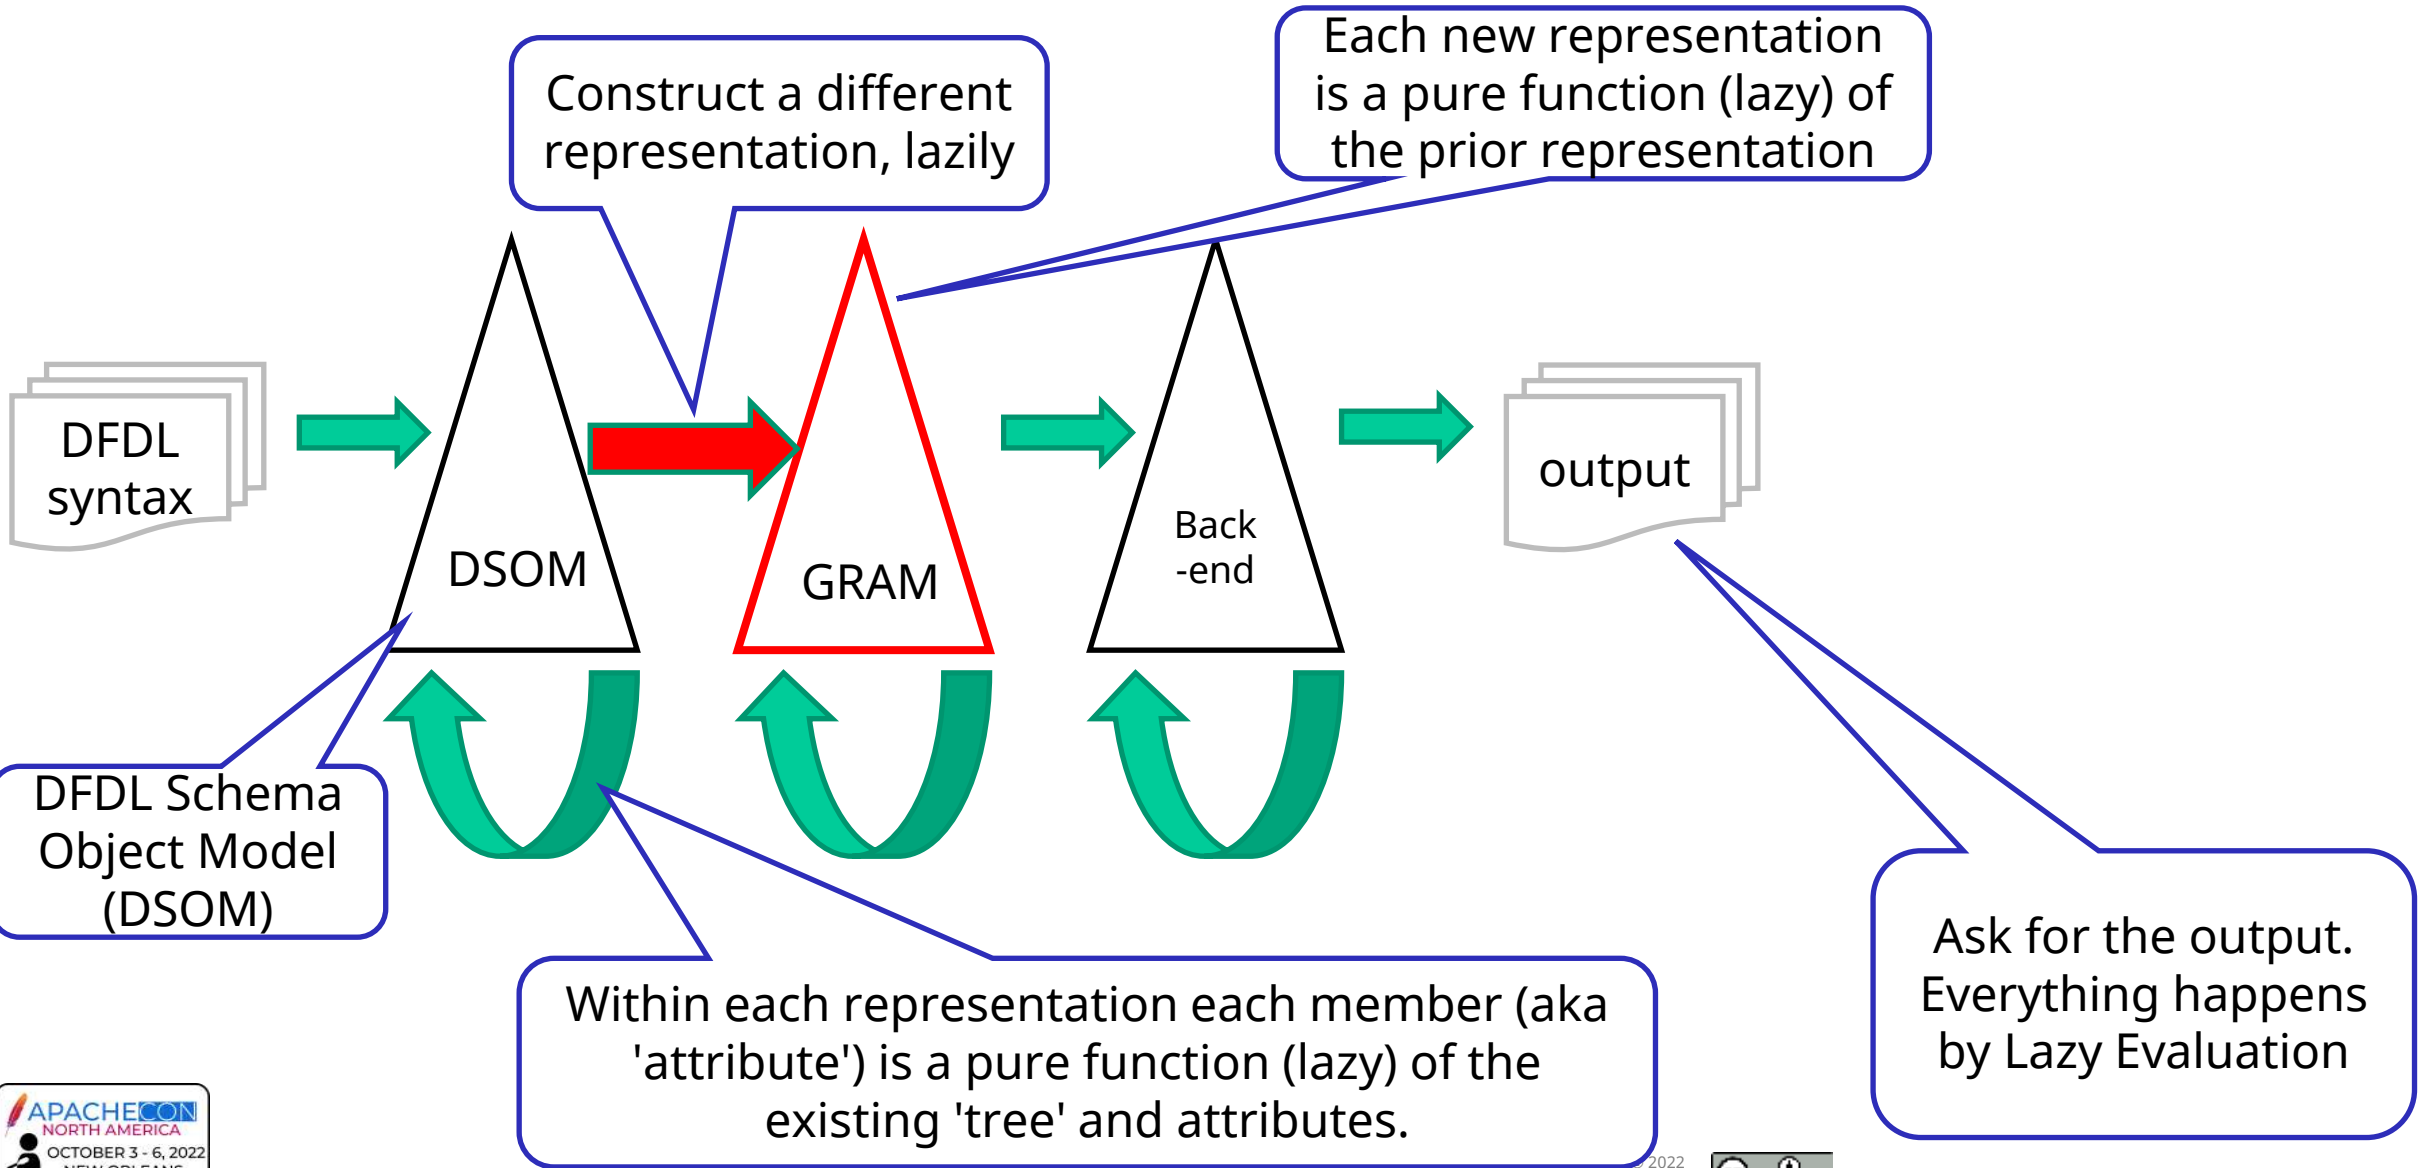 Each new representation
is a pure function (lazy) of
the prior representation
Construct a different
representation, lazily
DFDL
syntax
DSOM
GRAM
Back
-end
output
DFDL Schema
Object Model
(DSOM)
Within each representation each member (aka
'attribute') is a pure function (lazy) of the
existing 'tree' and attributes.
Ask for the output.
Everything happens
by Lazy Evaluation
APACHECON
NORTH AMERICA
OCTOBER 3 - 6, 2022
NEW ORLEANS
2022